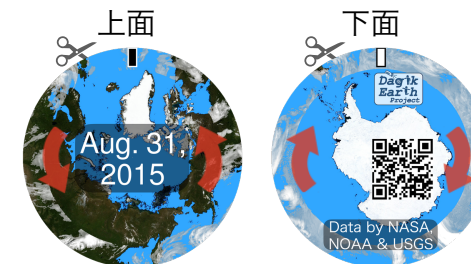 上面
下面
Aug. 31,
2015
Dagik
Earth
Project
Data by NASA,
NOAA & USGS